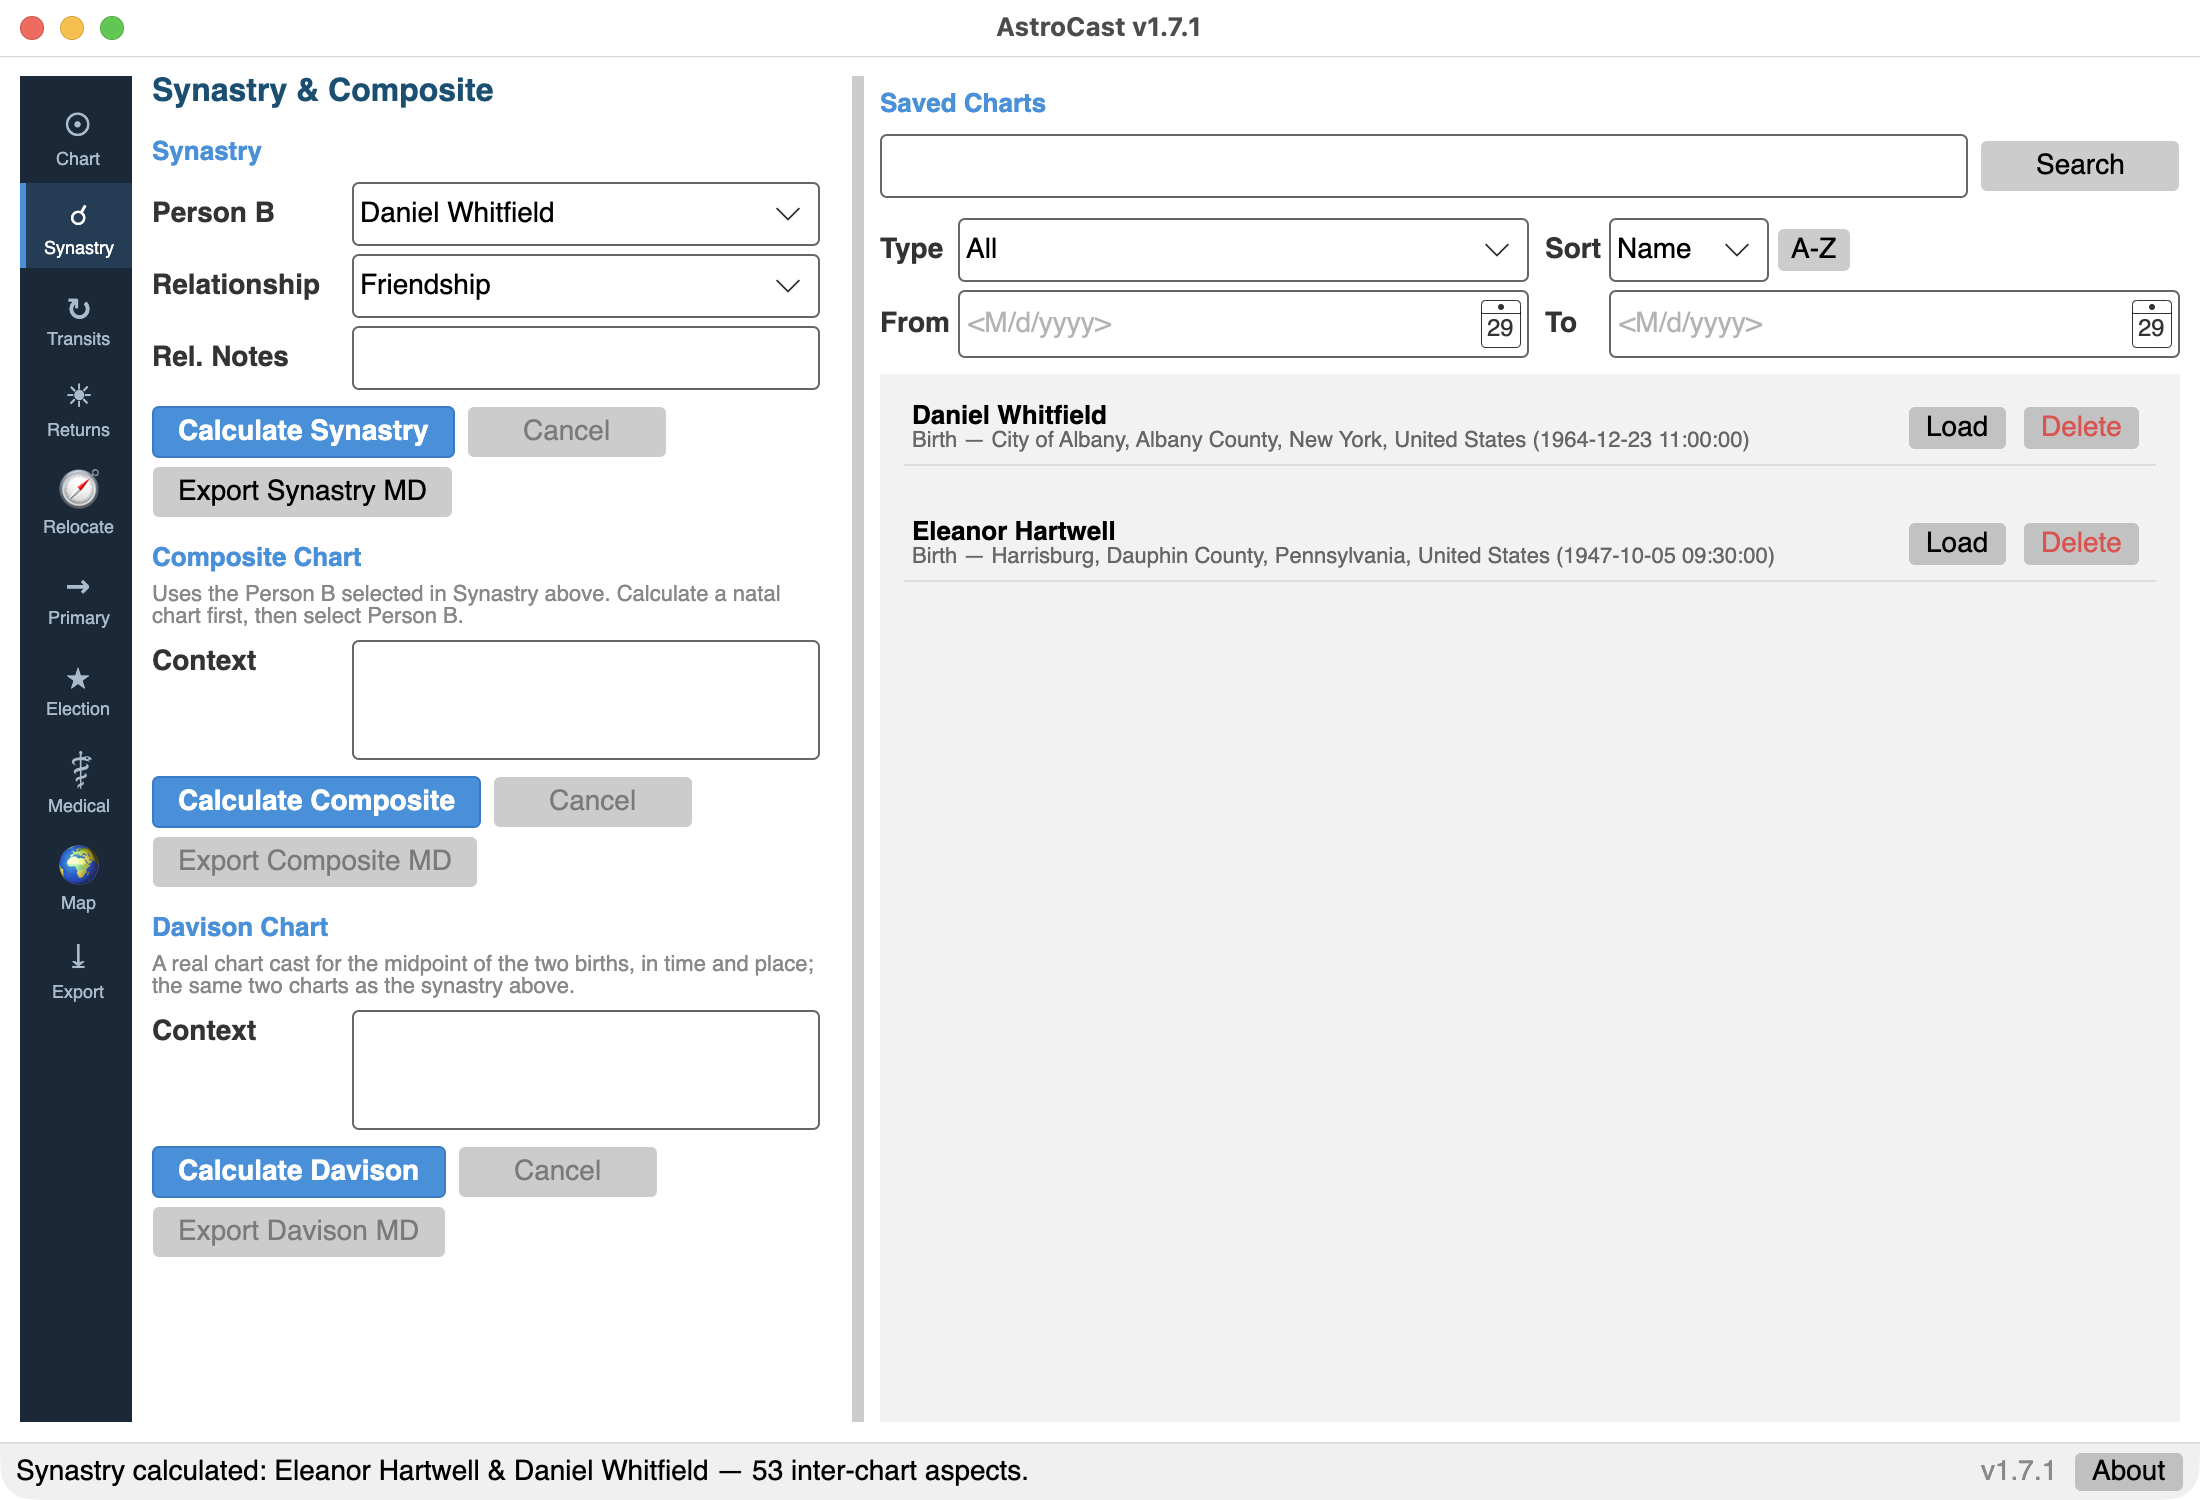 AstroCast v1.7.1
Chart
Synastry
Transits
Returns
Relocate
Primary
Election
Medical
Map
Export
Synastry & Composite
Synastry
Person B
Daniel Whitfield
Relationship
Friendship
Rel. Notes
Calculate Synastry
Cancel
Export Synastry MD
Composite Chart
Uses the Person B selected in Synastry above. Calculate a natal
chart first, then select Person B.
Context
Calculate Composite
Cancel
Export Composite MD
Davison Chart
A real chart cast for the midpoint of the two births, in time and place;
the same two charts as the synastry above.
Context
Calculate Davison
Cancel
Export Davison MD
Saved Charts
Search
Type All Sort Name A-Z
From <M/d/yyyy> 29 To <M/d/yyyy> 29
Daniel Whitfield
Birth — City of Albany, Albany County, New York, United States (1964-12-23 11:00:00)
Load Delete
Eleanor Hartwell
Birth — Harrisburg, Dauphin County, Pennsylvania, United States (1947-10-05 09:30:00)
Load Delete
Synastry calculated: Eleanor Hartwell & Daniel Whitfield — 53 inter-chart aspects.
v1.7.1 About